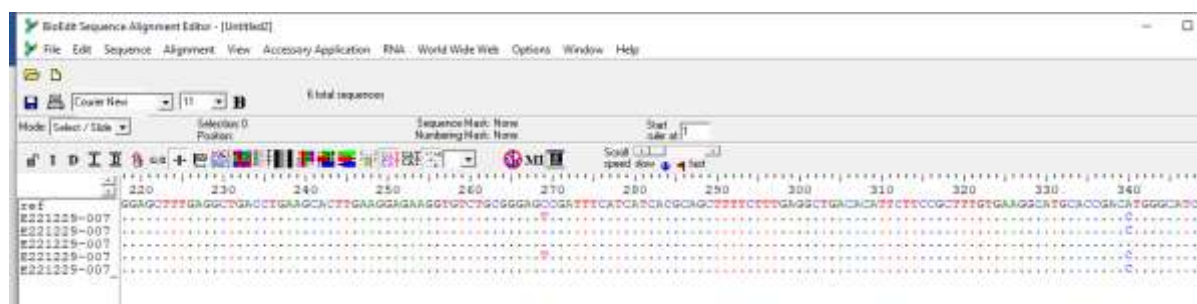 BioEdit Sequence Alignment Editor - [Untitled2]
File Edit Sequence Alignment View Accessory Application RNA World Wide Web Options Window Help
Courier New 11 B 6 total sequences
Mode: Select / Slide Selection: 0 Position: Sequence Mask: None Numbering Mask: None Start ruler at: 1
I D Σ MI Scroll speed slow fast
220 230 240 250 260 270 280 290 300 310 320 330 340
ref GGAGCTTTGAGGCTGACCTGAAGCACTTGAAGGAGAAGGTGTCTGCGGGAGCCGATTTCATCATCACGCAGCTTTTCTTTGAGGCTGACACATTCTTCCGCTTTGTGAAGGCATGCACCGACATGGGCATC
E221229-007 T C
E221229-007 C
E221229-007
E221229-007 T C
E221229-007_ C